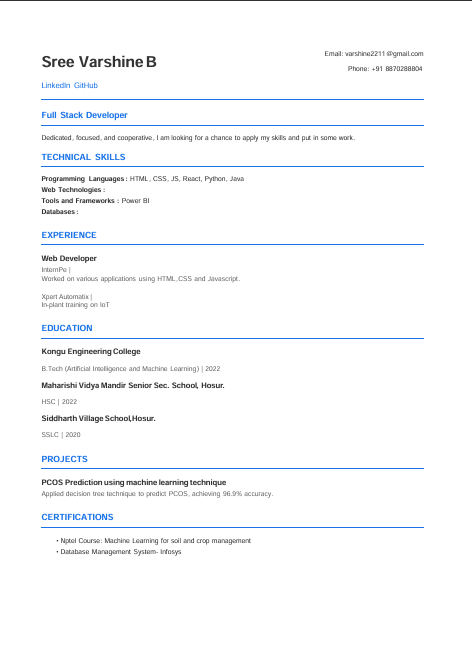 Sree Varshine B
Email: varshine2211@gmail.com
Phone: +91 8870288804
LinkedIn GitHub
Full Stack Developer
Dedicated, focused, and cooperative, I am looking for a chance to apply my skills and put in some work.
TECHNICAL SKILLS
Programming Languages : HTML, CSS, JS, React, Python, Java
Web Technologies :
Tools and Frameworks : Power BI
Databases :
EXPERIENCE
Web Developer
InternPe |
Worked on various applications using HTML,CSS and Javascript.
Xpert Automatix |
In-plant training on IoT
EDUCATION
Kongu Engineering College
B.Tech (Artificial Intelligence and Machine Learning) | 2022
Maharishi Vidya Mandir Senior Sec. School, Hosur.
HSC | 2022
Siddharth Village School,Hosur.
SSLC | 2020
PROJECTS
PCOS Prediction using machine learning technique
Applied decision tree technique to predict PCOS, achieving 96.9% accuracy.
CERTIFICATIONS
• Nptel Course: Machine Learning for soil and crop management
• Database Management System- Infosys